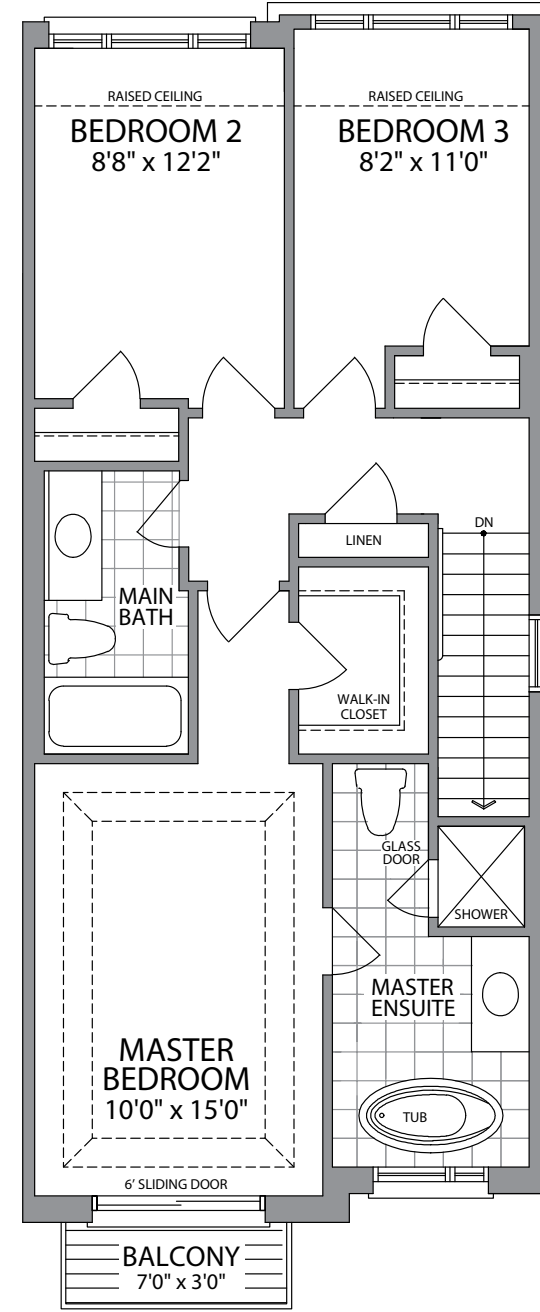 RAISED CEILING
BEDROOM 2
8'8" x 12'2"
RAISED CEILING
BEDROOM 3
8'2" x 11'0"
DN
LINEN
MAIN
BATH
WALK-IN
CLOSET
GLASS
DOOR
SHOWER
MASTER
ENSUITE
MASTER
BEDROOM
10'0" x 15'0"
TUB
6' SLIDING DOOR
BALCONY
7'0" x 3'0"